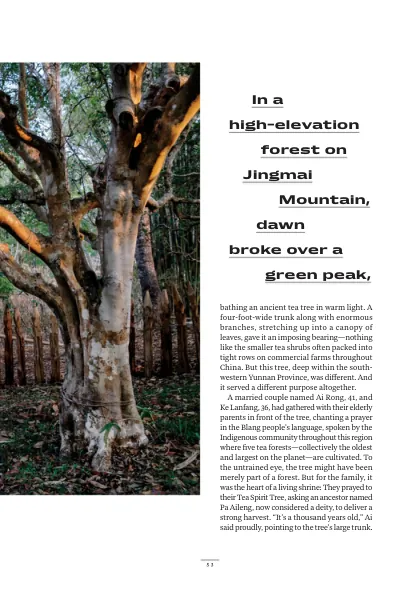 In a
high-elevation
forest on
Jingmai
Mountain,
dawn
broke over a
green peak,
bathing an ancient tea tree in warm light. A
four-foot-wide trunk along with enormous
branches, stretching up into a canopy of
leaves, gave it an imposing bearing—nothing
like the smaller tea shrubs often packed into
tight rows on commercial farms throughout
China. But this tree, deep within the south-
western Yunnan Province, was different. And
it served a different purpose altogether.
A married couple named Ai Rong, 41, and
Ke Lanfang, 36, had gathered with their elderly
parents in front of the tree, chanting a prayer
in the Blang people's language, spoken by the
Indigenous community throughout this region
where five tea forests—collectively the oldest
and largest on the planet—are cultivated. To
the untrained eye, the tree might have been
merely part of a forest. But for the family, it
was the heart of a living shrine: They prayed to
their Tea Spirit Tree, asking an ancestor named
Pa Aileng, now considered a deity, to deliver a
strong harvest. “It's a thousand years old,” Ai
said proudly, pointing to the tree's large trunk.
53